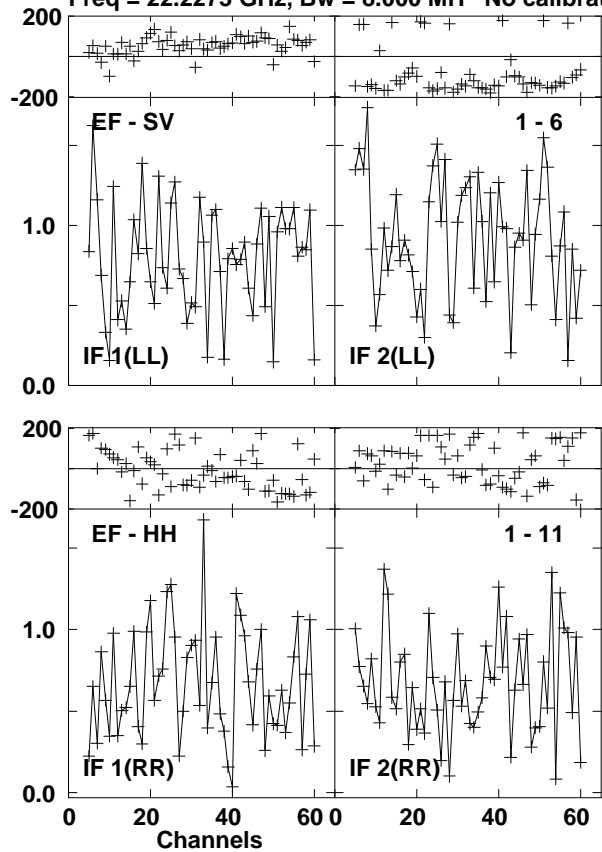 Freq = 22.2273 GHz, Bw = 8.000 MH No calibrat
200
-200
EF - SV
1 - 6
1.0
IF 1(LL)
IF 2(LL)
0.0
200
-200
EF - HH
1 - 11
1.0
IF 1(RR)
IF 2(RR)
0.0
0 20 40 60 0 20 40 60
Channels